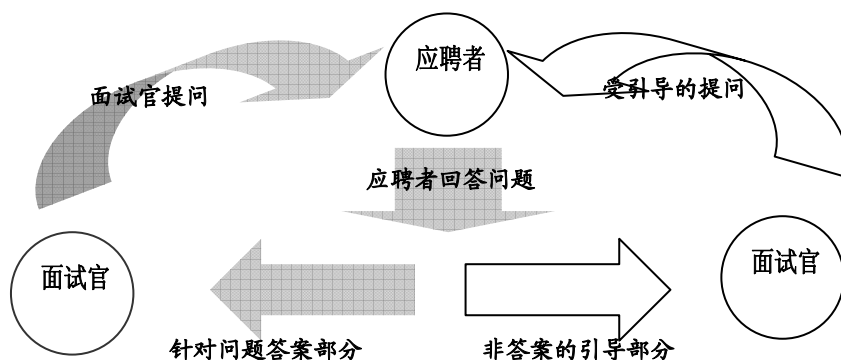 应聘者
面试官提问
受引导的提问
应聘者回答问题
面试官
面试官
针对问题答案部分
非答案的引导部分